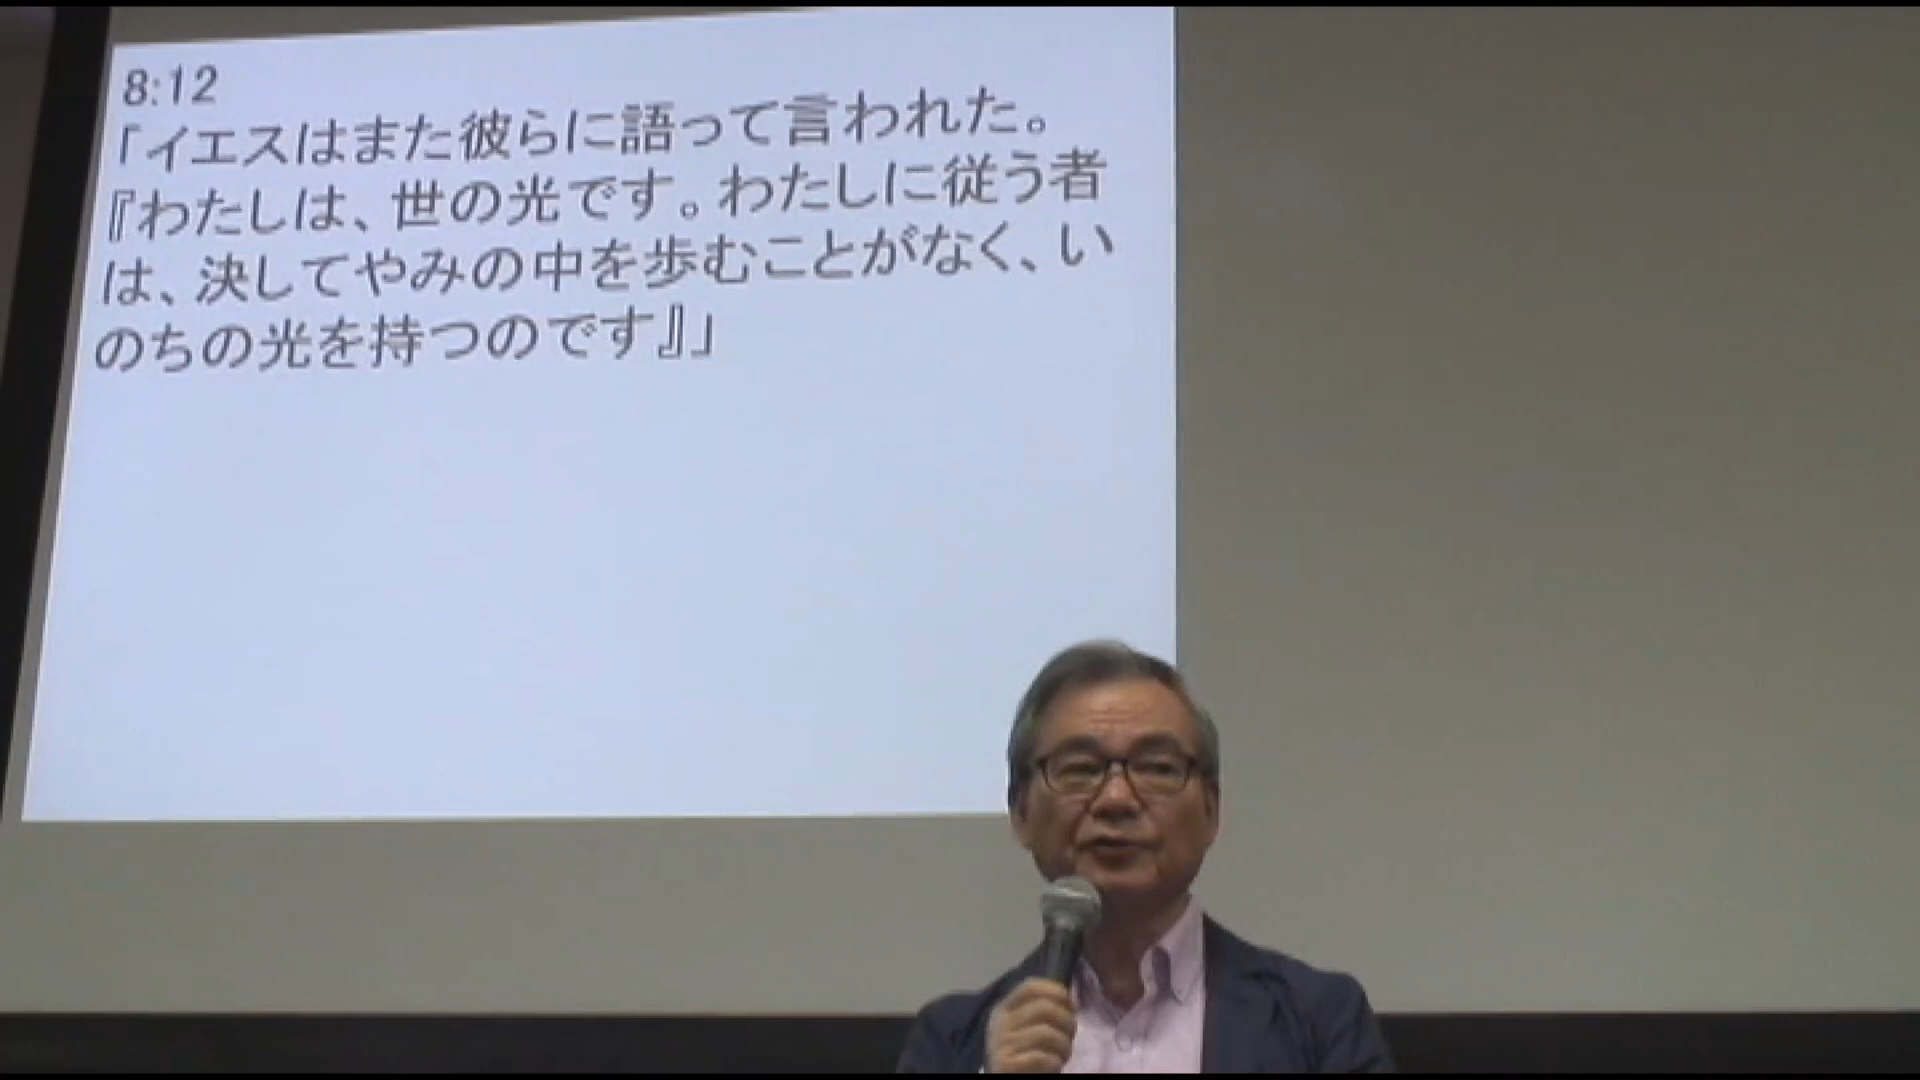 8:12
「イエスはまた彼らに語って言われた。
『わたしは、世の光です。わたしに従う者
は、決してやみの中を歩むことがなく、い
のちの光を持つのです』」